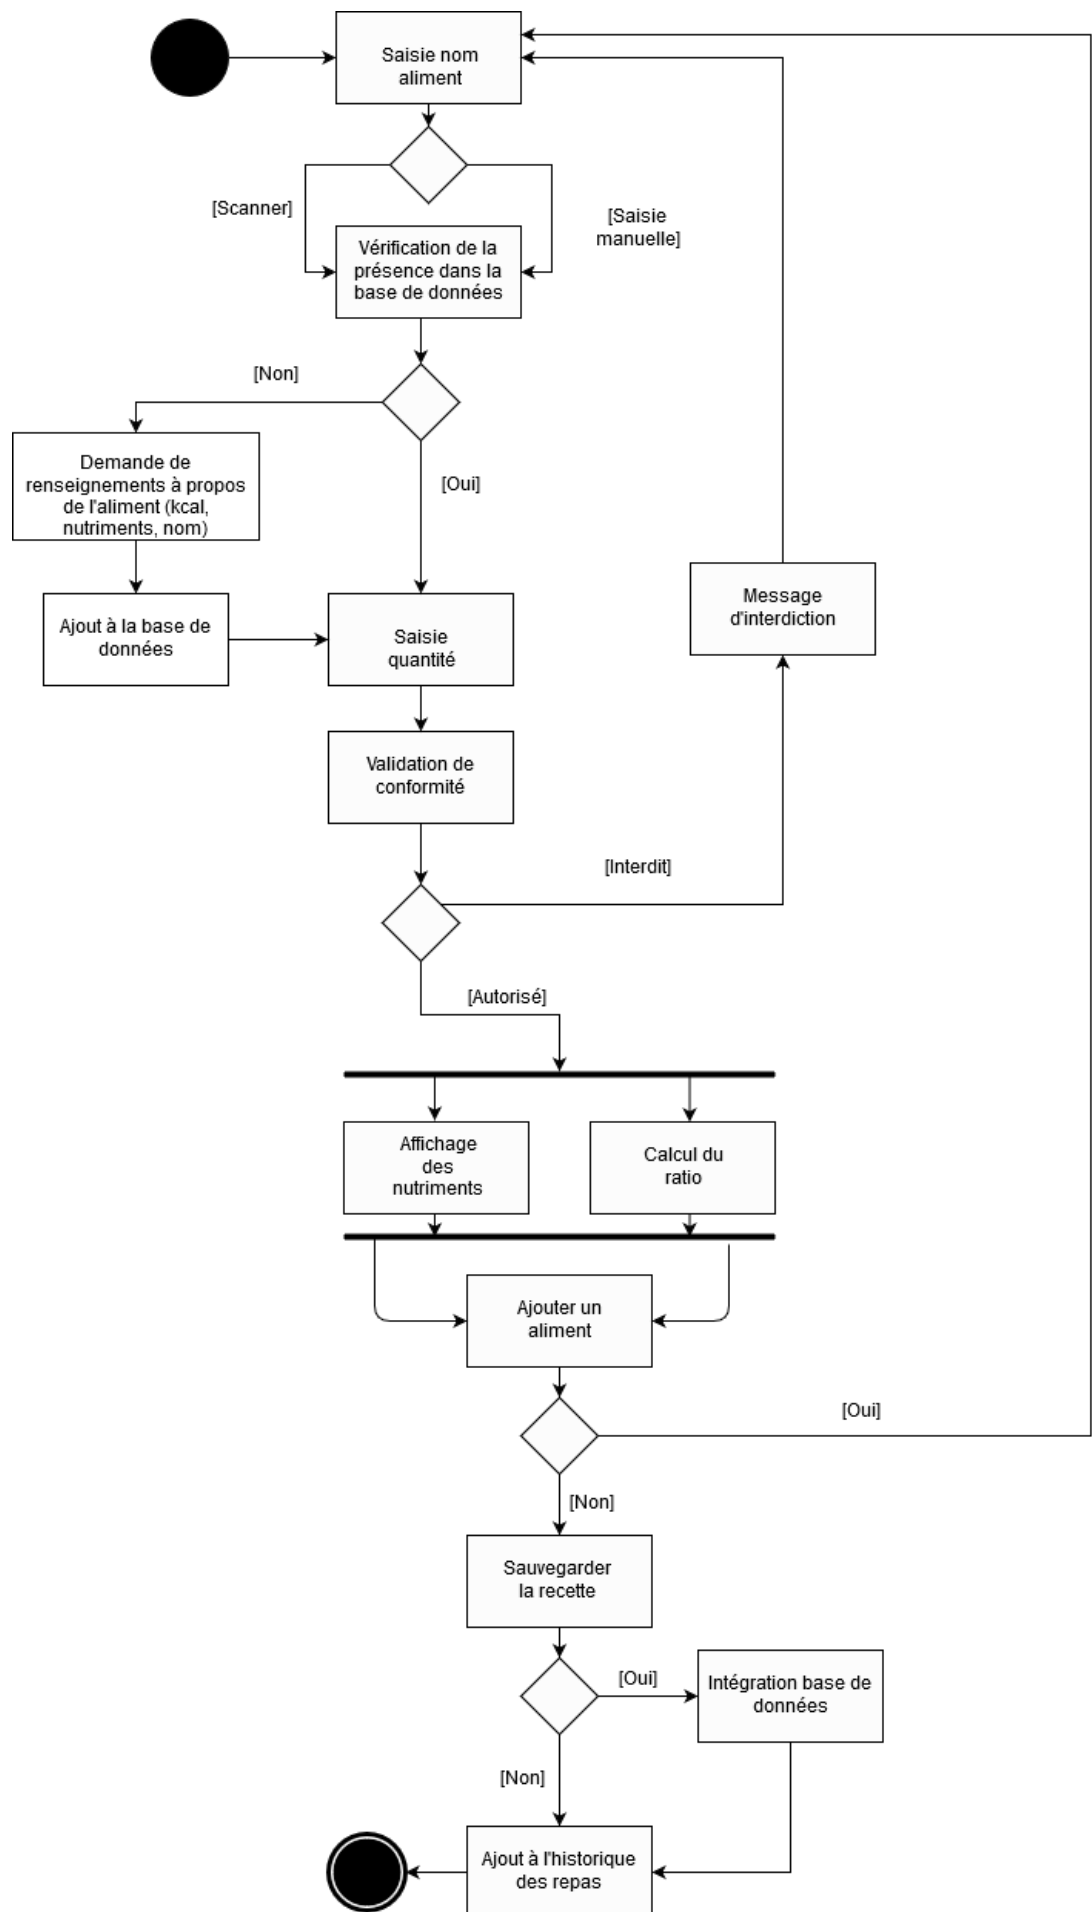 Saisie nom
aliment
[Scanner]
[Saisie
manuelle]
Vérification de la
présence dans la
base de données
[Non]
Demande de
renseignements à propos
de l'aliment (kcal,
nutriments, nom)
[Oui]
Ajout à la base de
données
Saisie
quantité
Message
d'interdiction
Validation de
conformité
[Interdit]
[Autorisé]
Affichage
des
nutriments
Calcul du
ratio
Ajouter un
aliment
[Oui]
[Non]
Sauvegarder
la recette
[Oui]
Intégration base de
données
[Non]
Ajout à l'historique
des repas